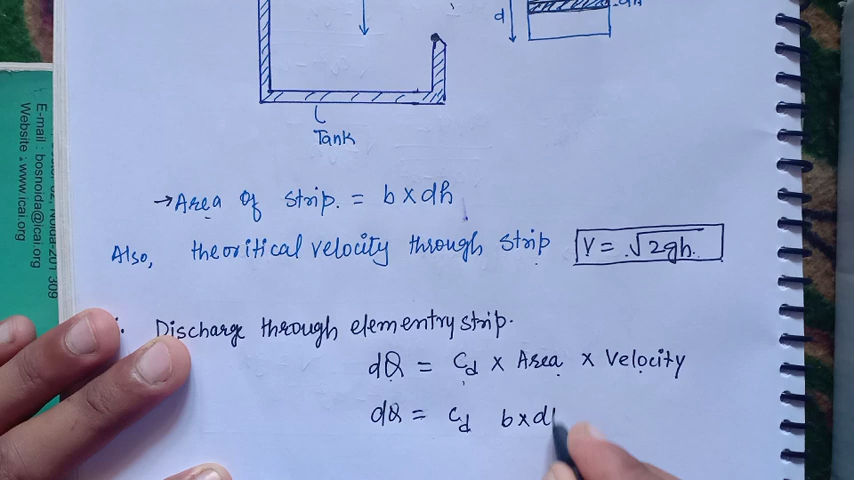 d
dh
Tank
→Area of strip. = b×dh
Also, theoritical velocity through strip V = √2gh.
Discharge through elementry strip.
dQ = Cd × Area × Velocity
dQ = Cd b×d
E-mail : bosnoida@icai.org
Website : www.icai.org